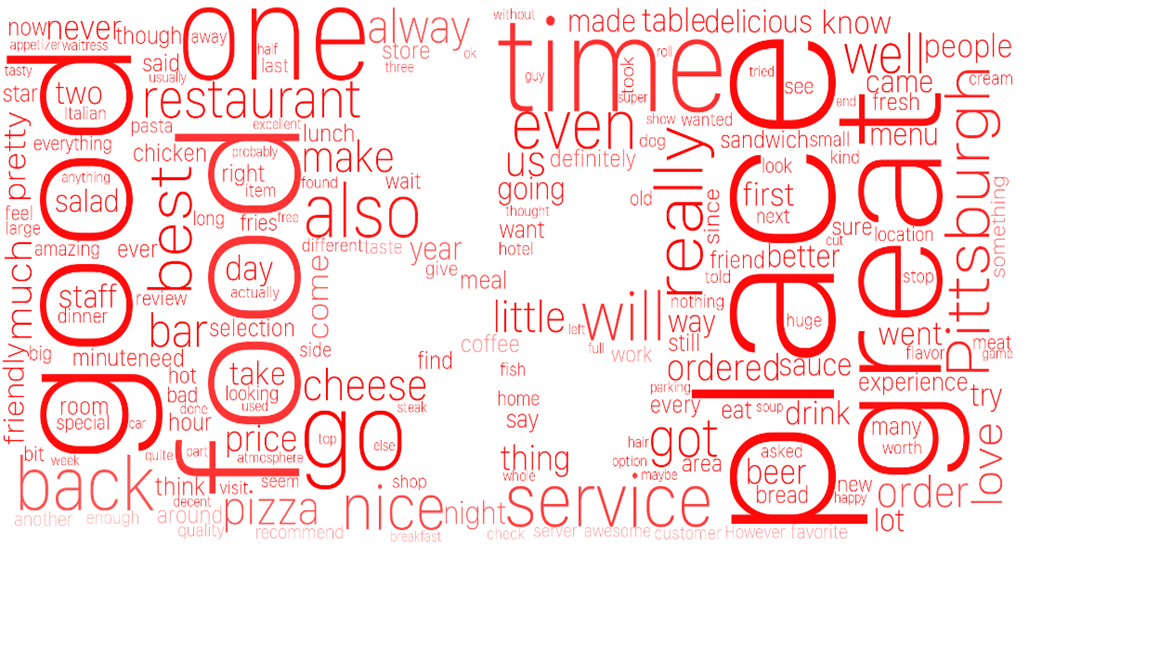 good
food
place
great
one
time
service
back
also
go
restaurant
even
nice
will
really
best
Pittsburgh
got
well
little
pizza
make
us
bar
cheese
price
thing
alway
order
ordered
beer
first
staff
take
day
two
salad
room
dinner
special
Italian
anything
everything
amazing
ever
review
big
minute
need
friendly
much
pretty
star
tasty
now
never
appetizer
waitress
though
away
said
usually
half
last
store
three
ok
pasta
chicken
excellent
lunch
probably
right
item
found
wait
long
fries
free
different
taste
year
give
meal
come
actually
selection
side
coffee
find
looking
used
steak
hot
bad
done
hour
car
part
quite
atmosphere
top
else
bit
week
think
visit
seem
decent
shop
another
enough
around
quality
recommend
breakfast
night
check
server
awesome
customer
However
favorite
feel
large
without
guy
took
super
roll
made
table
delicious
know
people
came
cream
fresh
menu
end
tried
see
show
wanted
dog
definitely
sandwich
small
kind
look
next
going
thought
want
hotel
old
since
sure
cut
location
something
friend
better
told
nothing
way
still
left
full
work
huge
stop
went
flavor
meat
game
sauce
experience
try
fish
home
say
parking
every
eat
soup
drink
many
worth
love
hair
option
area
maybe
whole
asked
bread
new
happy
lot